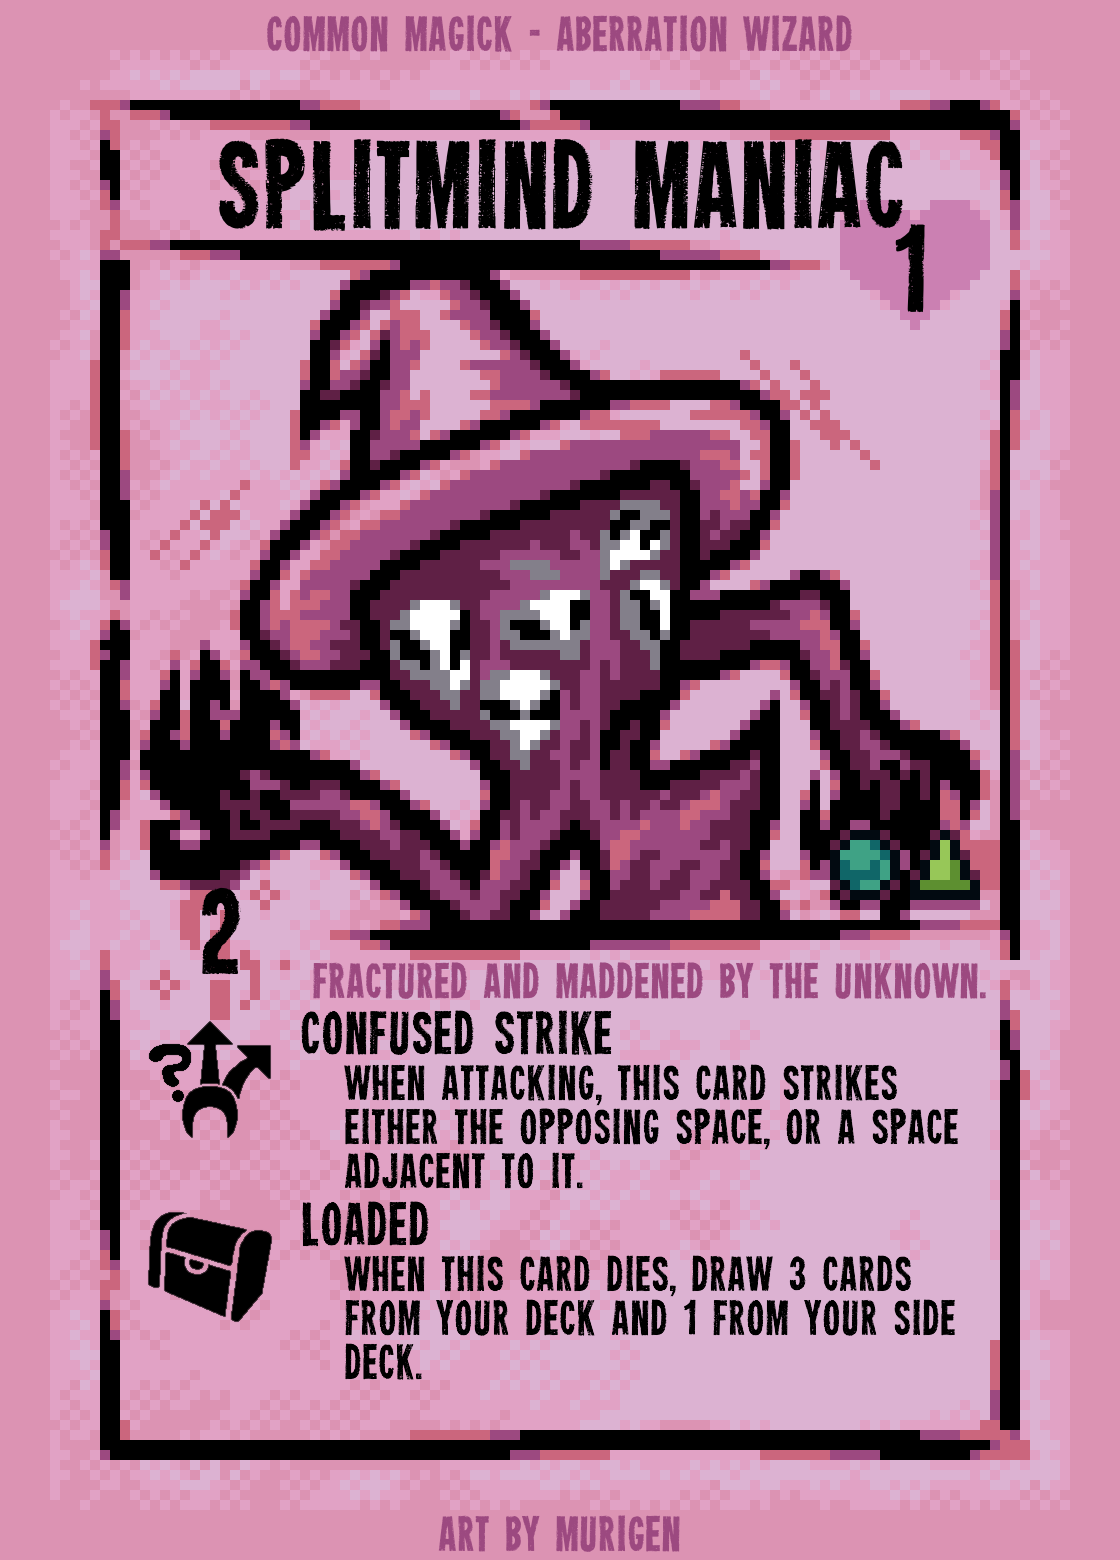 COMMON MAGICK - ABERRATION WIZARD
SPLITMIND MANIAC
1
2
FRACTURED AND MADDENED BY THE UNKNOWN.
CONFUSED STRIKE
?
WHEN ATTACKING, THIS CARD STRIKES
EITHER THE OPPOSING SPACE, OR A SPACE
ADJACENT TO IT.
LOADED
WHEN THIS CARD DIES, DRAW 3 CARDS
FROM YOUR DECK AND 1 FROM YOUR SIDE
DECK.
ART BY MURIGEN